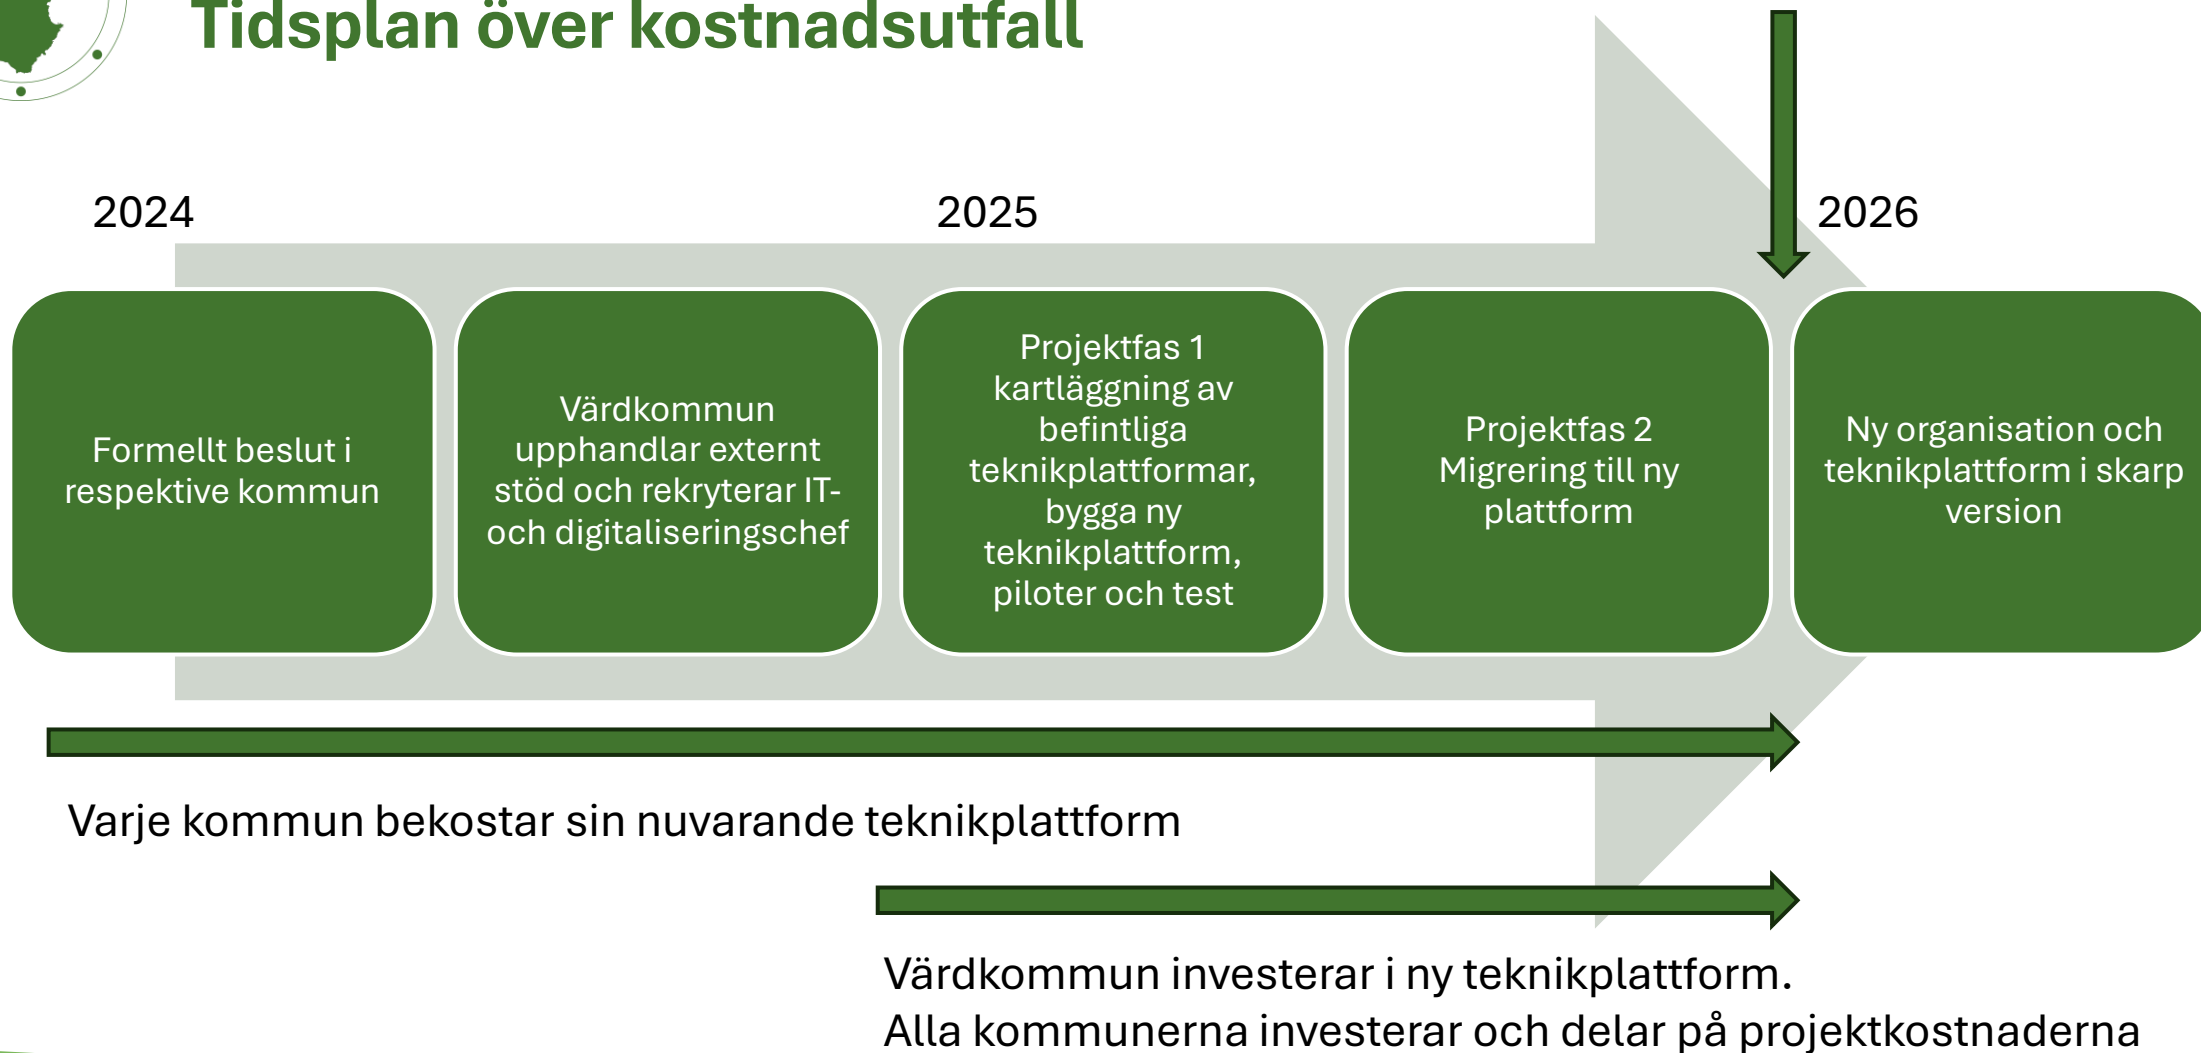 Tidsplan över kostnadsutfall
2024
2025
2026
Formellt beslut i
respektive kommun
Värdkommun
upphandlar externt
stöd och rekryterar IT-
och digitaliseringschef
Projektfas 1
kartläggning av
befintliga
teknikplattformar,
bygga ny
teknikplattform,
piloter och test
Projektfas 2
Migrering till ny
plattform
Ny organisation och
teknikplattform i skarp
version
Varje kommun bekostar sin nuvarande teknikplattform
Värdkommun investerar i ny teknikplattform.
Alla kommunerna investerar och delar på projektkostnaderna